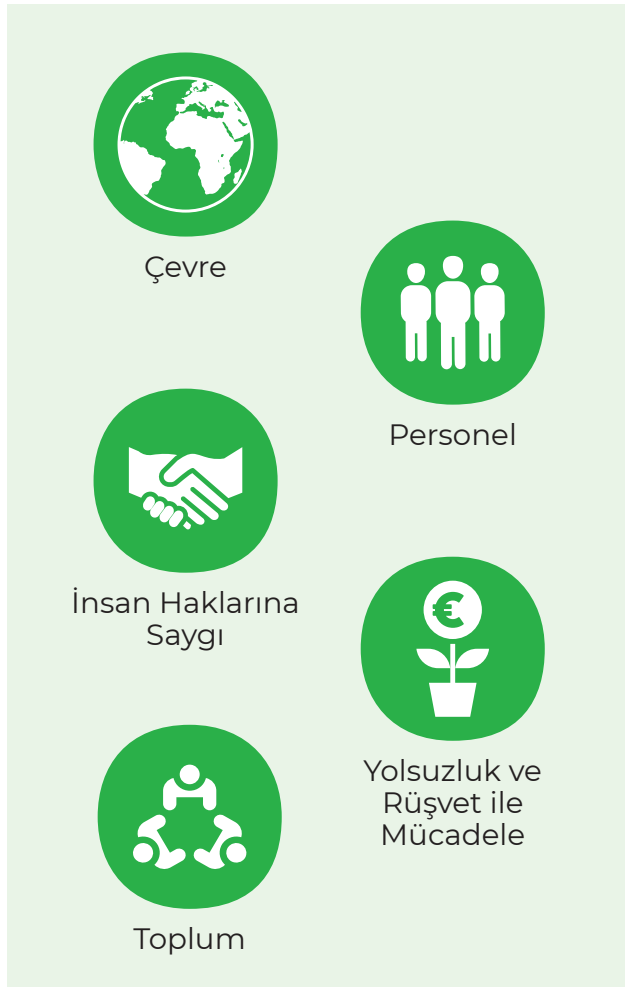 Çevre
Personel
İnsan Haklarına
Saygı
€
Yolsuzluk ve
Rüşvet ile
Mücadele
Toplum